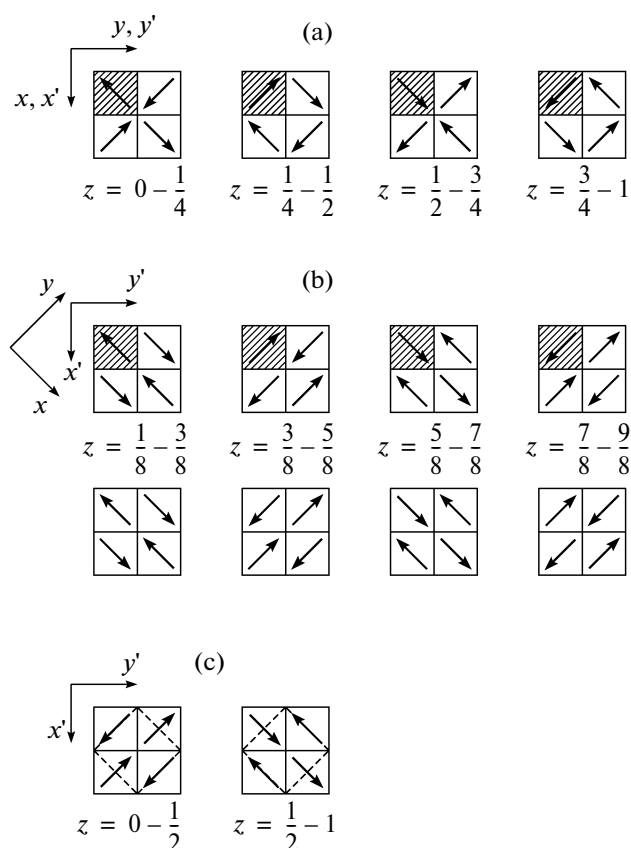 (a)
y, y'
x, x'
z = 0 – 1/4
z = 1/4 – 1/2
z = 1/2 – 3/4
z = 3/4 – 1
(b)
y
y'
x'
x
z = 1/8 – 3/8
z = 3/8 – 5/8
z = 5/8 – 7/8
z = 7/8 – 9/8
(c)
y'
x'
z = 0 – 1/2
z = 1/2 – 1